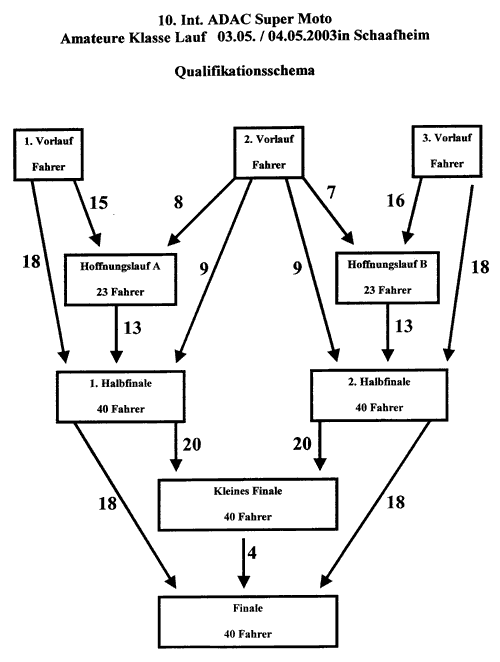 10. Int. ADAC Super Moto
Amateure Klasse Lauf 03.05. / 04.05.2003in Schaafheim
Qualifikationsschema
1. Vorlauf
Fahrer
2. Vorlauf
Fahrer
3. Vorlauf
Fahrer
15
8
7
16
18
9
9
18
Hoffnungslauf A
23 Fahrer
Hoffnungslauf B
23 Fahrer
13
13
1. Halbfinale
40 Fahrer
2. Halbfinale
40 Fahrer
20
20
18
18
Kleines Finale
40 Fahrer
4
Finale
40 Fahrer